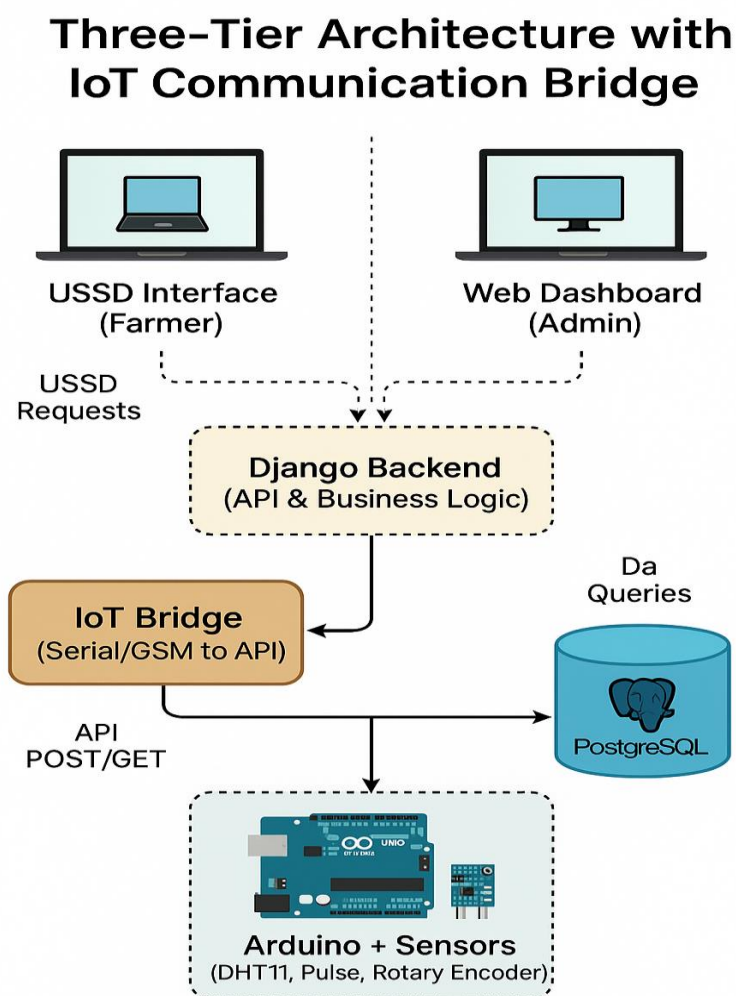 Three-Tier Architecture with
IoT Communication Bridge
USSD Interface
(Farmer)
Web Dashboard
(Admin)
USSD
Requests
Django Backend
(API & Business Logic)
Da
Queries
IoT Bridge
(Serial/GSM to API)
PostgreSQL
API
POST/GET
UNIO
Arduino + Sensors
(DHT11, Pulse, Rotary Encoder)